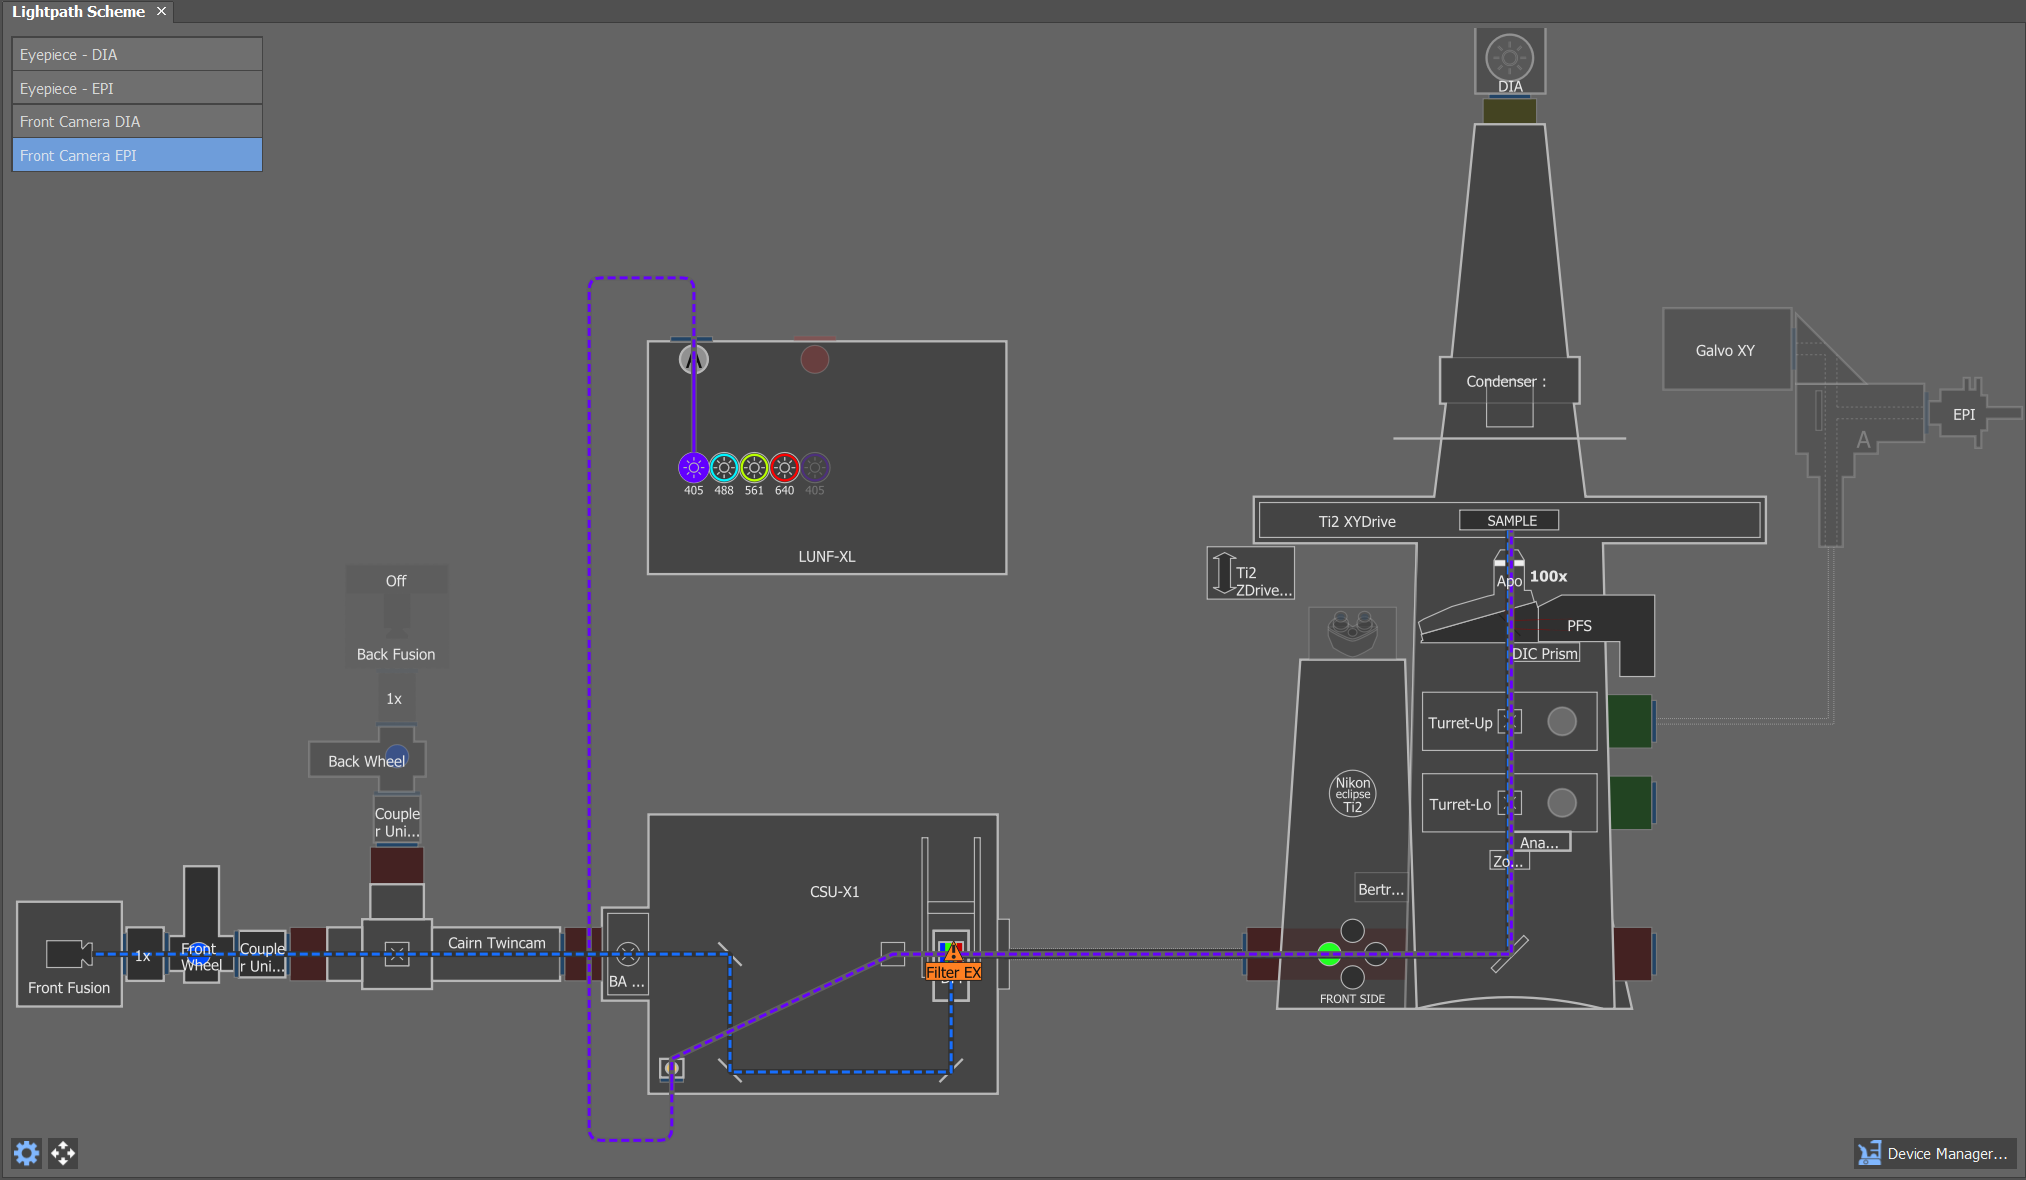 Lightpath Scheme ×
Eyepiece - DIA
Eyepiece - EPI
Front Camera DIA
Front Camera EPI
DIA
Galvo XY
EPI
A
Condenser :
A
405
488
561
640
405
LUNF-XL
Ti2 XYDrive
SAMPLE
Ti2
ZDrive...
Apo
100x
PFS
DIC Prism
Off
Back Fusion
1x
Turret-Up
Back Wheel
Nikon
eclipse
Ti2
Turret-Lo
Couple
r Uni...
Ana...
Zo...
Bertr...
CSU-X1
Front
Wheel
Couple
r Uni...
Cairn Twincam
1x
Front Fusion
BA ...
Filter EX
FRONT SIDE
Device Manager...